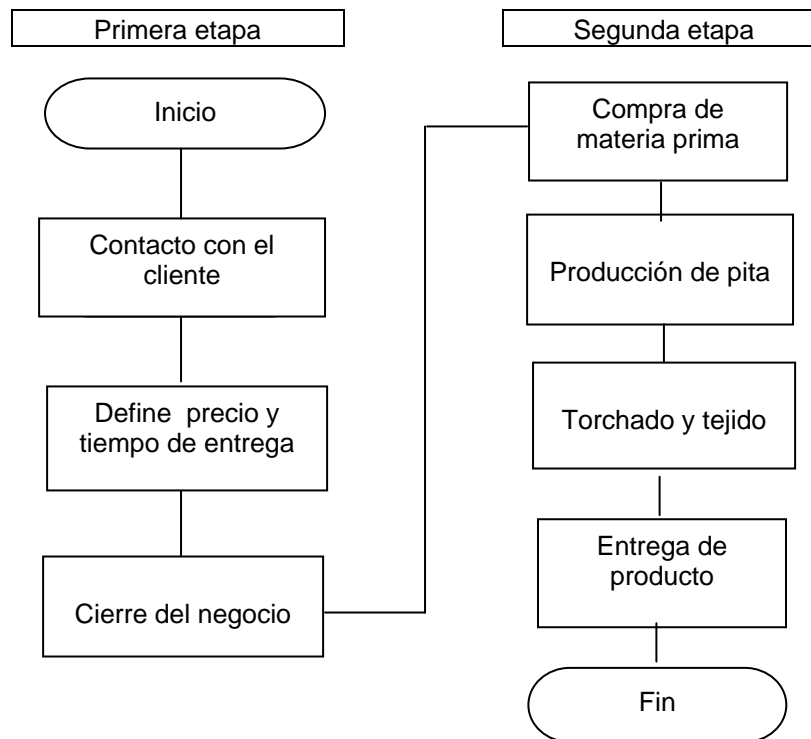 Primera etapa
Inicio
Contacto con el
cliente
Define precio y
tiempo de entrega
Cierre del negocio
Segunda etapa
Compra de
materia prima
Producción de pita
Torchado y tejido
Entrega de
producto
Fin